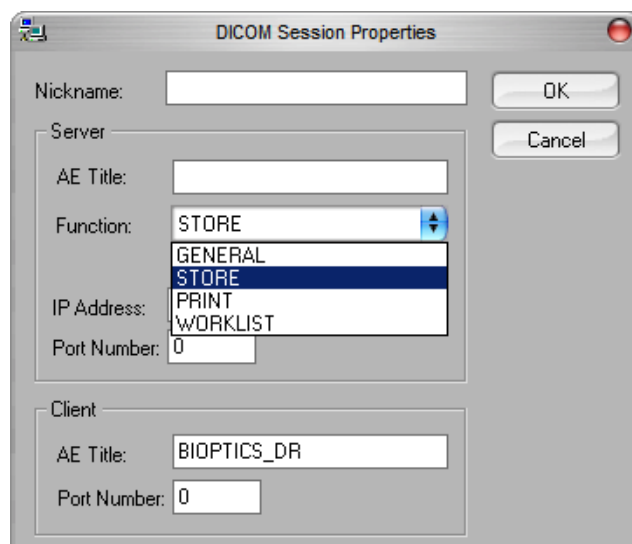 DICOM Session Properties
Nickname:
OK
Server
Cancel
AE Title:
Function: STORE
GENERAL
STORE
PRINT
IP Address:
WORKLIST
Port Number: 0
Client
AE Title: BIOPTICS_DR
Port Number: 0